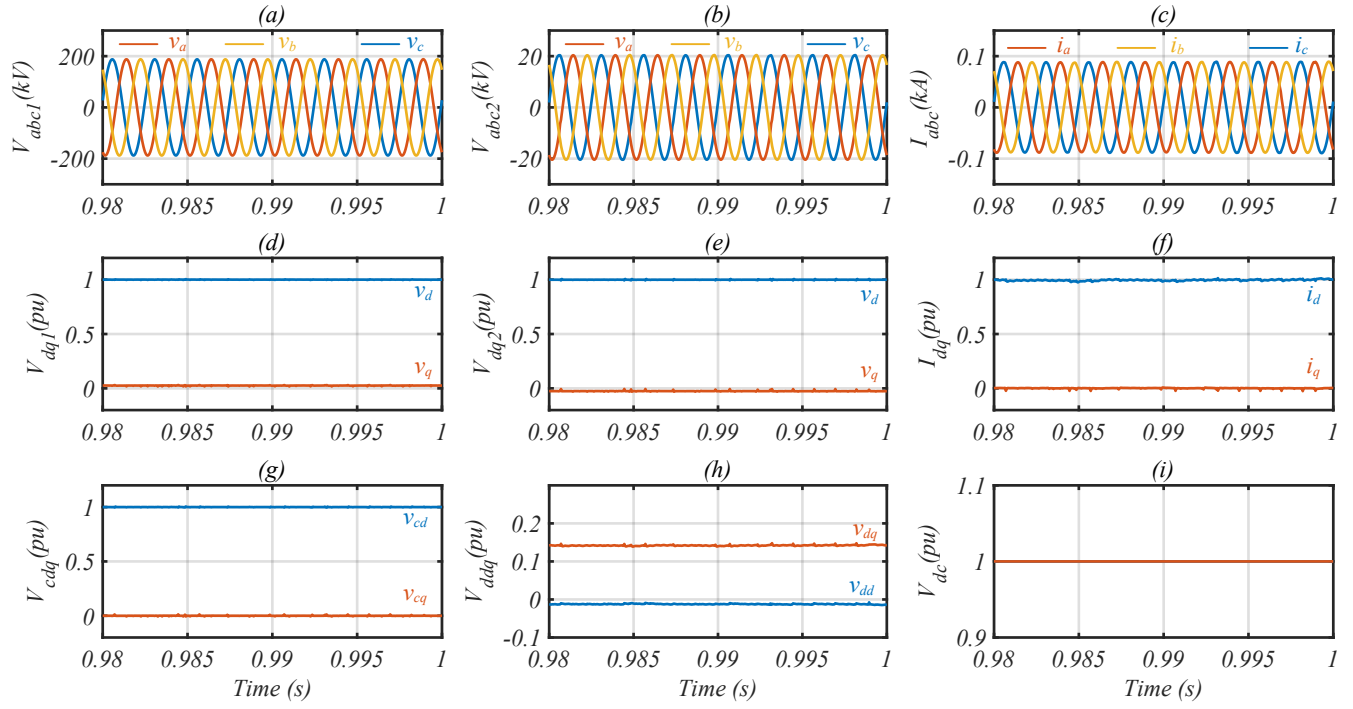 (a)
v_a v_b v_c
V_abc1(kV)
200
0
-200
0.98 0.985 0.99 0.995 1
(b)
v_a v_b v_c
V_abc2(kV)
20
0
-20
0.98 0.985 0.99 0.995 1
(c)
i_a i_b i_c
I_abc(kA)
0.1
0
-0.1
0.98 0.985 0.99 0.995 1
(d)
V_dq1(pu)
1
0.5
0
v_d
v_q
0.98 0.985 0.99 0.995 1
(e)
V_dq2(pu)
1
0.5
0
v_d
v_q
0.98 0.985 0.99 0.995 1
(f)
I_dq(pu)
1
0.5
0
i_d
i_q
0.98 0.985 0.99 0.995 1
(g)
V_cdq(pu)
1
0.5
0
v_cd
v_cq
0.98 0.985 0.99 0.995 1
Time (s)
(h)
V_ddq(pu)
0.2
0.1
0
-0.1
v_dq
v_dd
0.98 0.985 0.99 0.995 1
Time (s)
(i)
V_dc(pu)
1.1
1
0.9
0.98 0.985 0.99 0.995 1
Time (s)